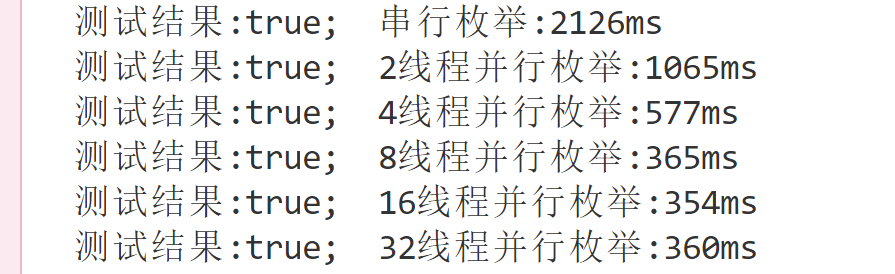 测试结果:true;  串行枚举:2126ms
测试结果:true;  2线程并行枚举:1065ms
测试结果:true;  4线程并行枚举:577ms
测试结果:true;  8线程并行枚举:365ms
测试结果:true;  16线程并行枚举:354ms
测试结果:true;  32线程并行枚举:360ms